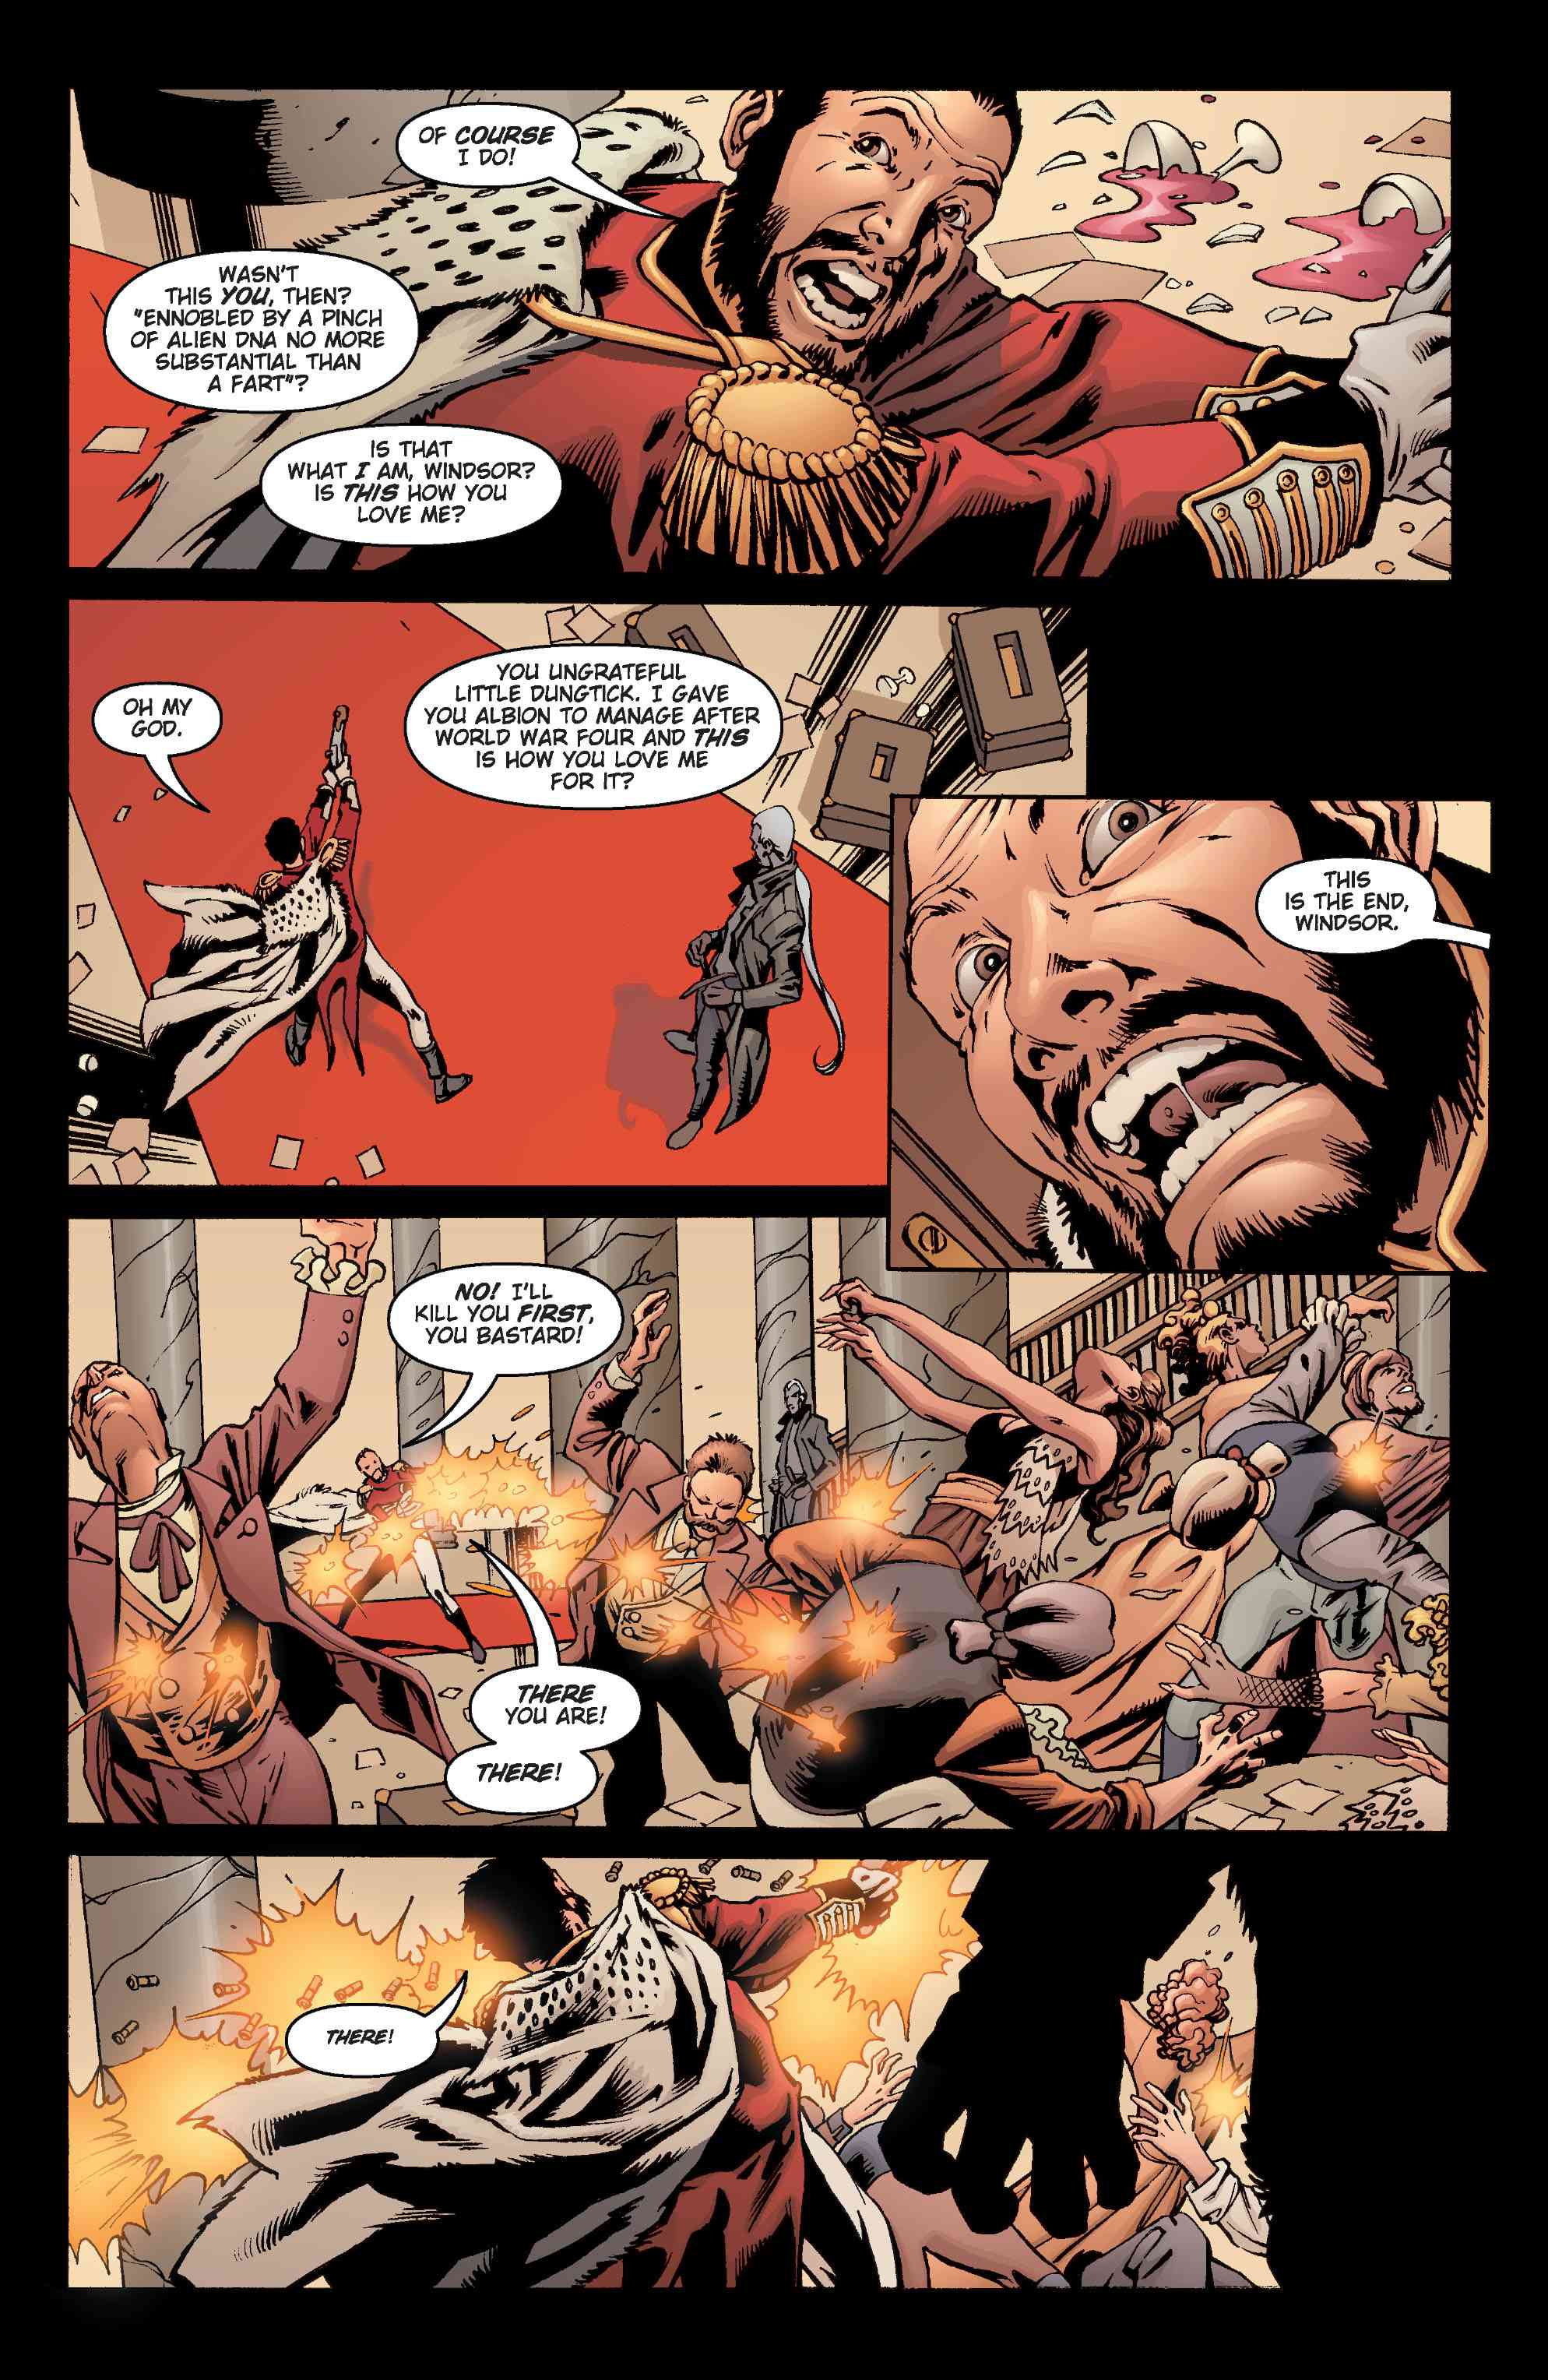 OF COURSE
I DO!
WASN'T
THIS YOU, THEN?
"ENNOBLED BY A PINCH
OF ALIEN DNA NO MORE
SUBSTANTIAL THAN
A FART"?
IS THAT
WHAT I AM, WINDSOR?
IS THIS HOW YOU
LOVE ME?
OH MY
GOD.
YOU UNGRATEFUL
LITTLE DUNGTICK. I GAVE
YOU ALBION TO MANAGE AFTER
WORLD WAR FOUR AND THIS
IS HOW YOU LOVE ME
FOR IT?
THIS
IS THE END,
WINDSOR.
NO! I'LL
KILL YOU FIRST,
YOU BASTARD!
THERE
YOU ARE!
THERE!
THERE!